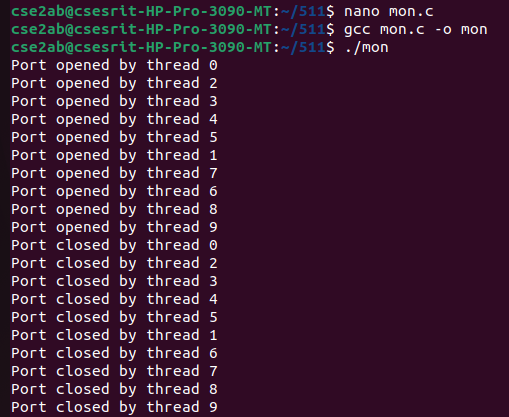 cse2ab@csesrit-HP-Pro-3090-MT:~/511$ nano mon.c
cse2ab@csesrit-HP-Pro-3090-MT:~/511$ gcc mon.c -o mon
cse2ab@csesrit-HP-Pro-3090-MT:~/511$ ./mon
Port opened by thread 0
Port opened by thread 2
Port opened by thread 3
Port opened by thread 4
Port opened by thread 5
Port opened by thread 1
Port opened by thread 7
Port opened by thread 6
Port opened by thread 8
Port opened by thread 9
Port closed by thread 0
Port closed by thread 2
Port closed by thread 3
Port closed by thread 4
Port closed by thread 5
Port closed by thread 1
Port closed by thread 6
Port closed by thread 7
Port closed by thread 8
Port closed by thread 9